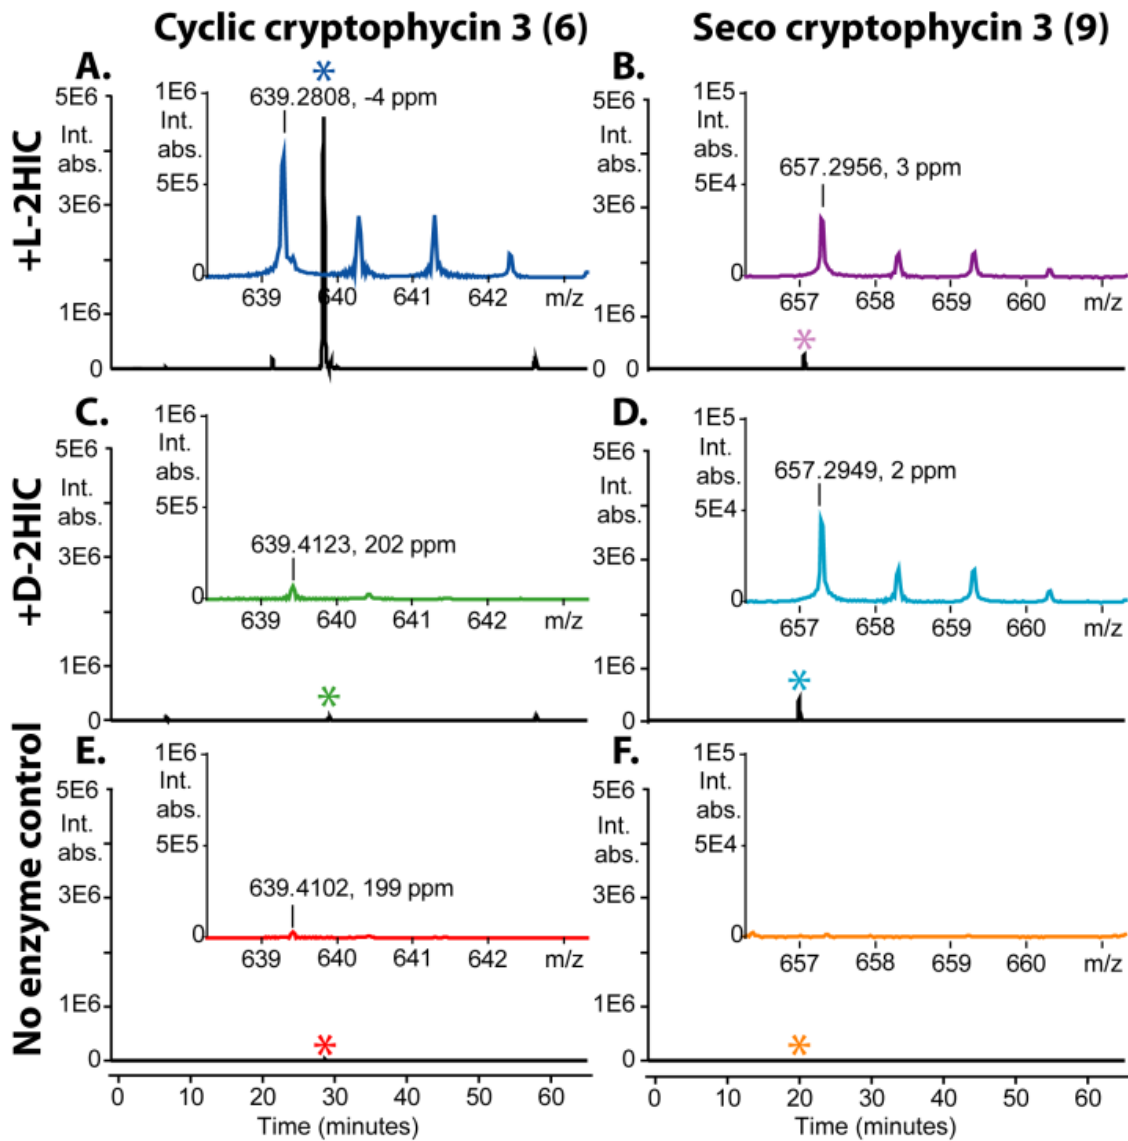 Cyclic cryptophycin 3 (6)
Seco cryptophycin 3 (9)
+L-2HIC
A.
*
5E6
Int.
abs.
3E6
1E6
0
1E6
Int.
abs.
5E5
0
639.2808, -4 ppm
639 640 641 642 m/z
B.
5E6
Int.
abs.
3E6
1E6
0
1E5
Int.
abs.
5E4
0
657.2956, 3 ppm
657 658 659 660 m/z
*
+D-2HIC
C.
5E6
Int.
abs.
3E6
1E6
0
1E6
Int.
abs.
5E5
0
639.4123, 202 ppm
639 640 641 642 m/z
*
D.
5E6
Int.
abs.
3E6
1E6
0
1E5
Int.
abs.
5E4
0
657.2949, 2 ppm
657 658 659 660 m/z
*
No enzyme control
E.
5E6
Int.
abs.
3E6
1E6
0
1E6
Int.
abs.
5E5
0
639.4102, 199 ppm
639 640 641 642 m/z
*
0 10 20 30 40 50 60
Time (minutes)
F.
5E6
Int.
abs.
3E6
1E6
0
1E5
Int.
abs.
5E4
0
657 658 659 660 m/z
*
0 10 20 30 40 50 60
Time (minutes)